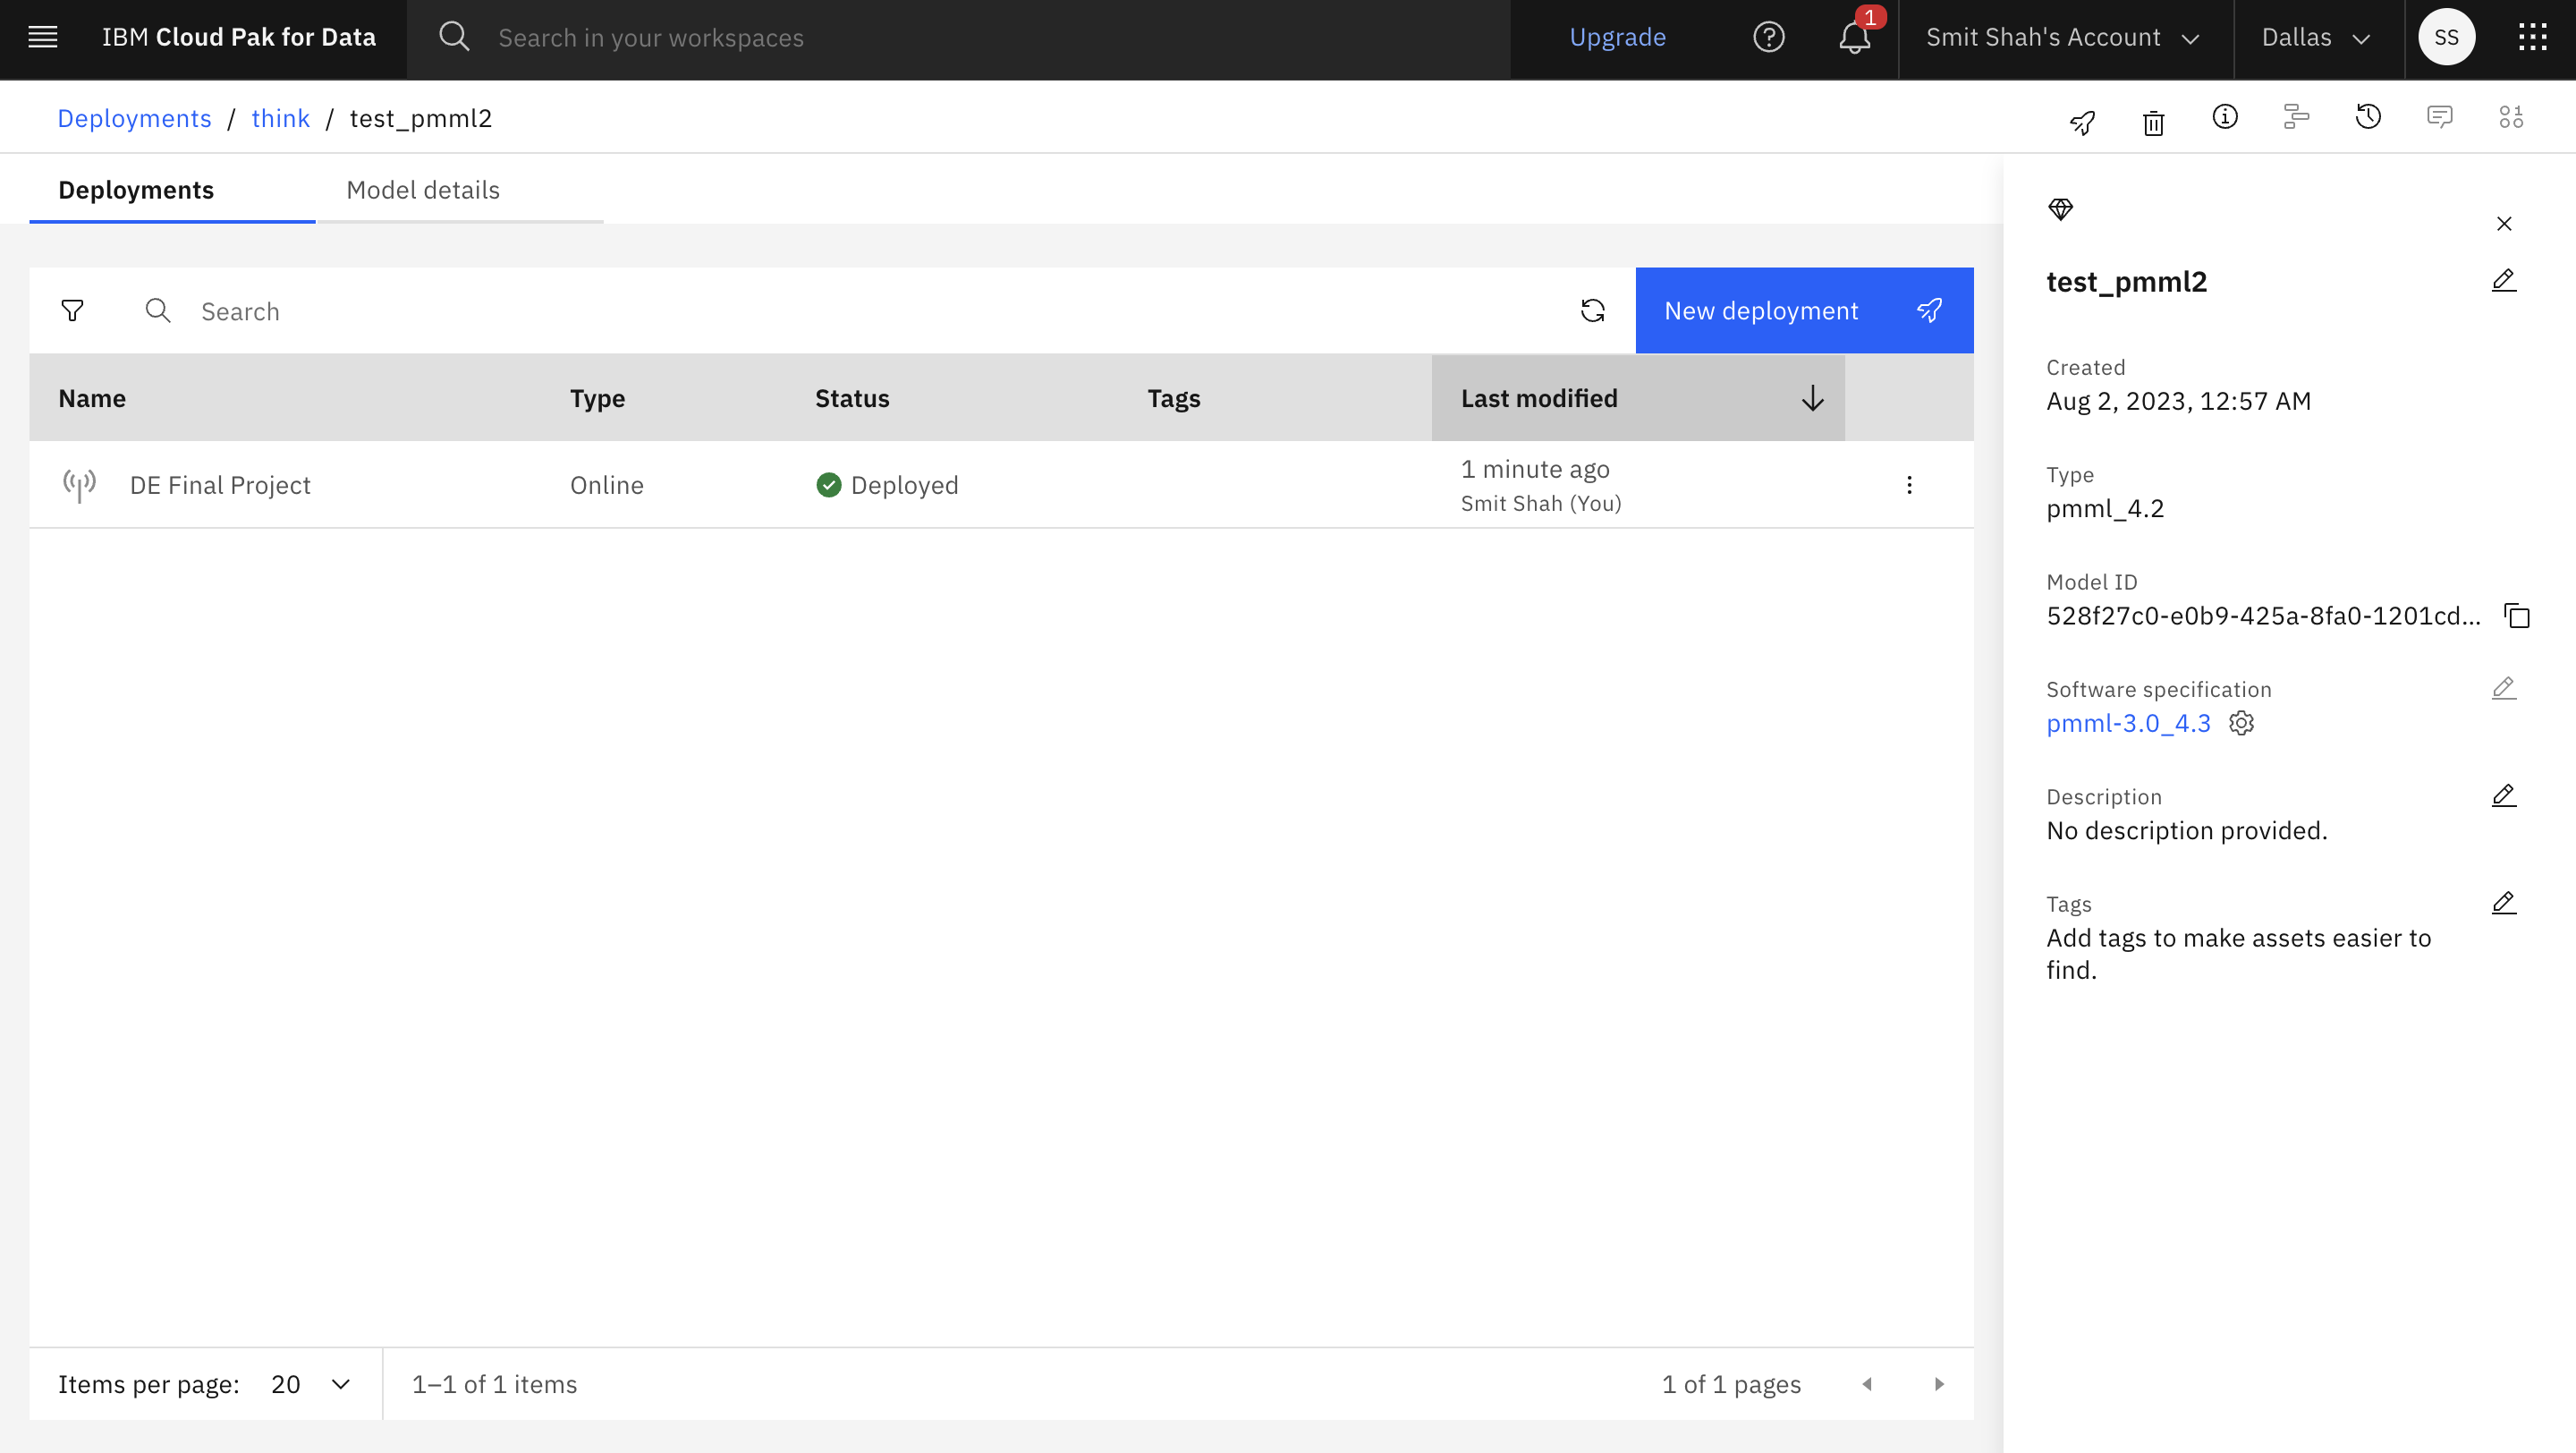 IBM Cloud Pak for Data
Search in your workspaces
Upgrade
1
Smit Shah's Account
Dallas
SS
Deployments / think / test_pmml2
Deployments
Model details
Search
New deployment
Name
Type
Status
Tags
Last modified
DE Final Project
Online
Deployed
1 minute ago
Smit Shah (You)
Items per page: 20
1–1 of 1 items
1 of 1 pages
test_pmml2
Created
Aug 2, 2023, 12:57 AM
Type
pmml_4.2
Model ID
528f27c0-e0b9-425a-8fa0-1201cd...
Software specification
pmml-3.0_4.3
Description
No description provided.
Tags
Add tags to make assets easier to
find.